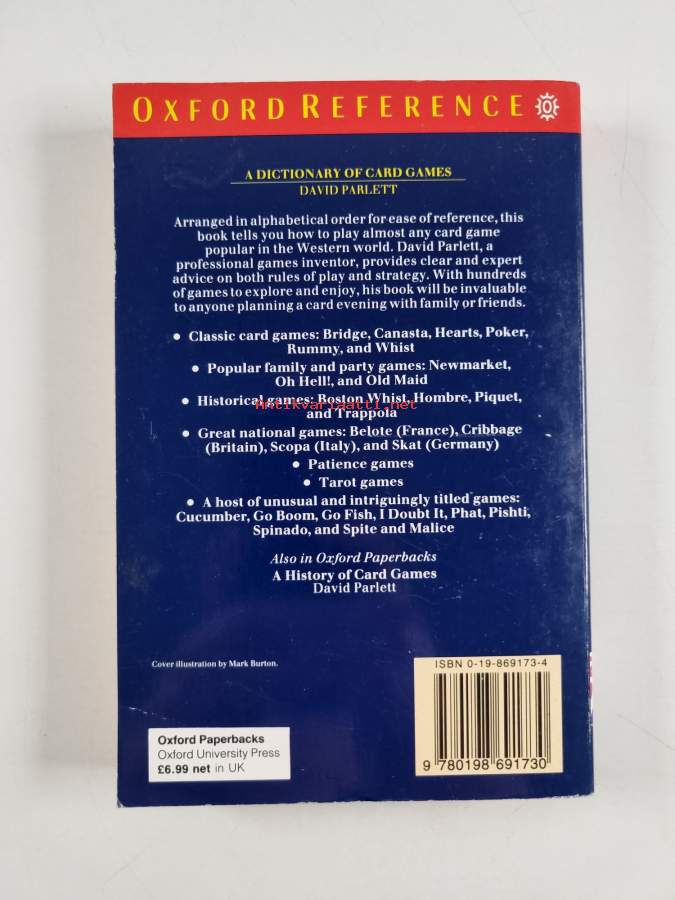 OXFORD REFERENCE
A DICTIONARY OF CARD GAMES
DAVID PARLETT
Arranged in alphabetical order for ease of reference, this
book tells you how to play almost any card game
popular in the Western world. David Parlett, a
professional games inventor, provides clear and expert
advice on both rules of play and strategy. With hundreds
of games to explore and enjoy, his book will be invaluable
to anyone planning a card evening with family or friends.
• Classic card games: Bridge, Canasta, Hearts, Poker,
Rummy, and Whist
• Popular family and party games: Newmarket,
Oh Hell!, and Old Maid
• Historical games: Boston Whist, Hombre, Piquet,
and Trappola
Antikvariaatti.net
• Great national games: Belote (France), Cribbage
(Britain), Scopa (Italy), and Skat (Germany)
• Patience games
• Tarot games
• A host of unusual and intriguingly titled games:
Cucumber, Go Boom, Go Fish, I Doubt It, Phat, Pishti,
Spinado, and Spite and Malice
Also in Oxford Paperbacks
A History of Card Games
David Parlett
Cover illustration by Mark Burton.
ISBN 0-19-869173-4
9 780198 691730
Oxford Paperbacks
Oxford University Press
£6.99 net in UK